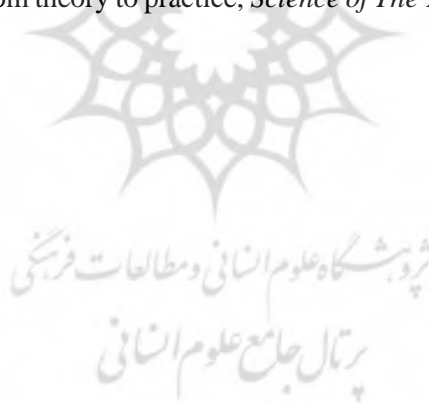 om theory to practice, Science of The
پژوهشگاه علوم انسانی و مطالعات فرهنگی
پرتال جامع علوم انسانی